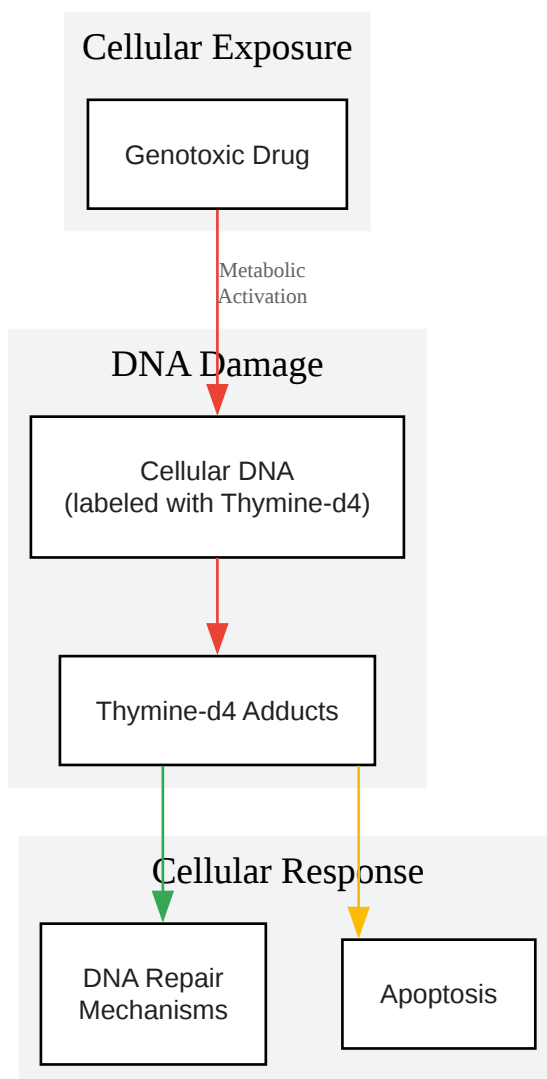 Cellular Exposure
Genotoxic Drug
Metabolic
Activation
DNA Damage
Cellular DNA
(labeled with Thymine-d4)
Thymine-d4 Adducts
Cellular Response
DNA Repair
Mechanisms
Apoptosis